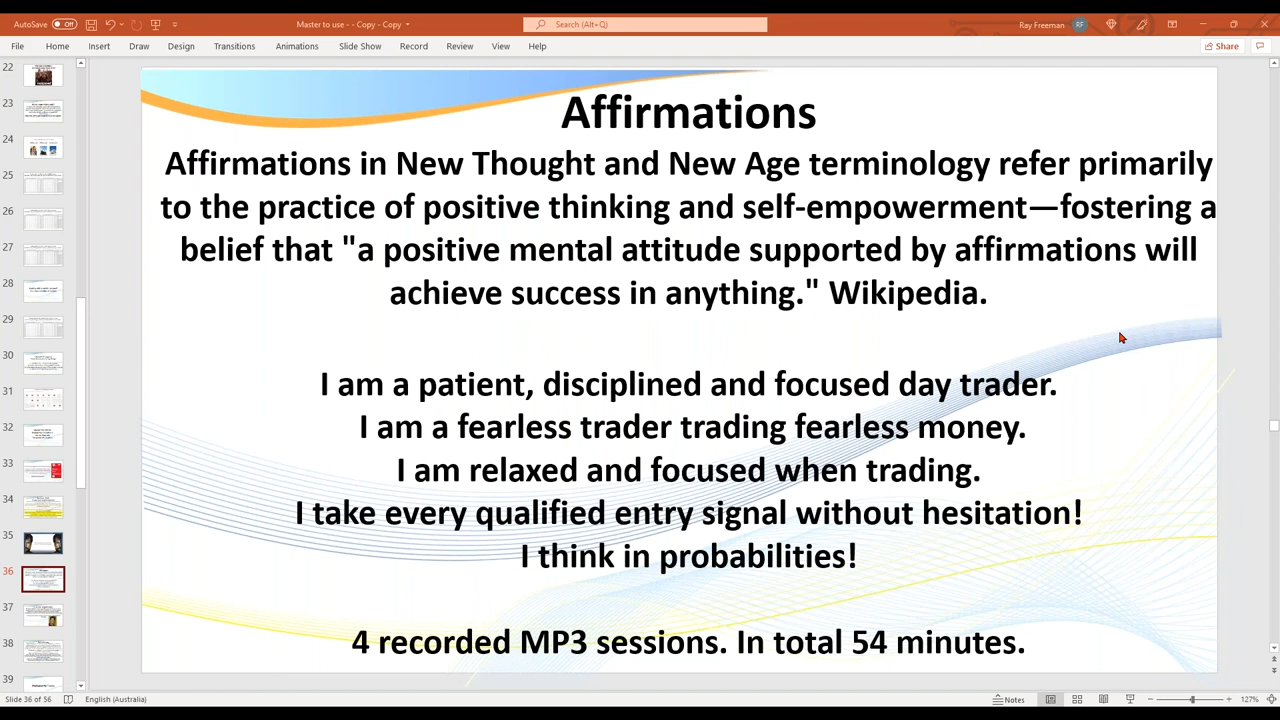 AutoSave Off
Master to use - - Copy - Copy
Search (Alt+Q)
Ray Freeman RF
File Home Insert Draw Design Transitions Animations Slide Show Record Review View Help
Share
22
23
24
25
26
27
28
29
30
31
32
33
34
35
36
37
38
39
Affirmations
Affirmations in New Thought and New Age terminology refer primarily
to the practice of positive thinking and self-empowerment—fostering a
belief that "a positive mental attitude supported by affirmations will
achieve success in anything." Wikipedia.
I am a patient, disciplined and focused day trader.
I am a fearless trader trading fearless money.
I am relaxed and focused when trading.
I take every qualified entry signal without hesitation!
I think in probabilities!
4 recorded MP3 sessions. In total 54 minutes.
Slide 36 of 56 English (Australia) Notes 127%